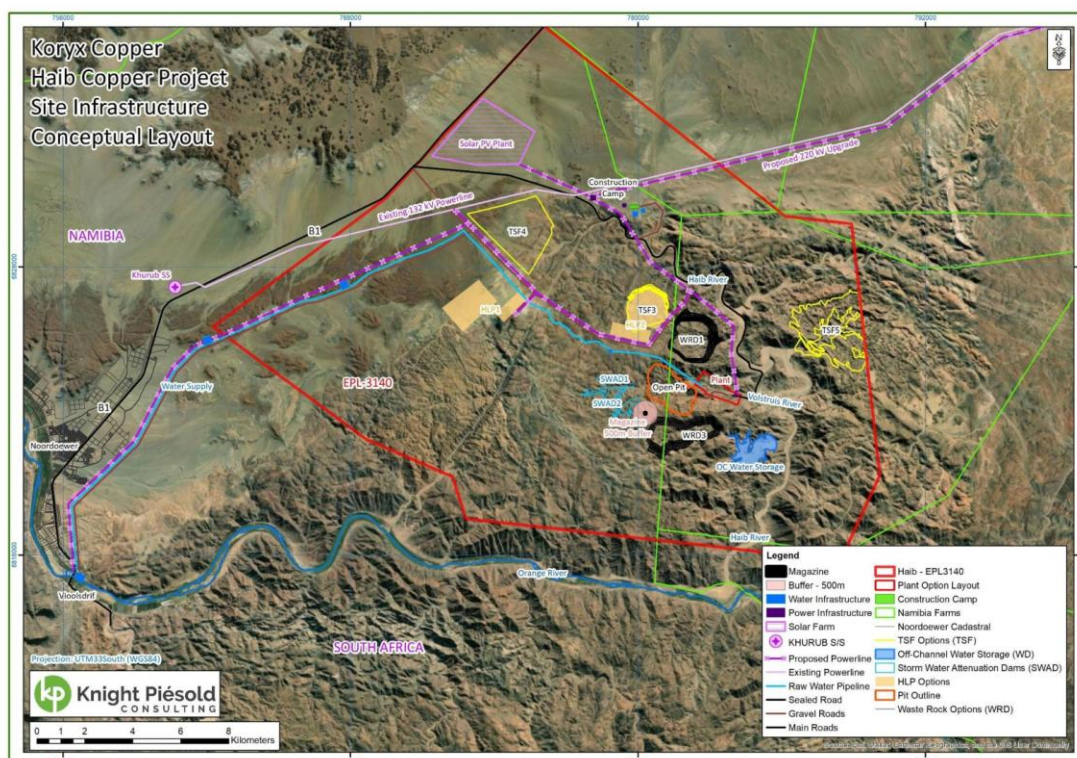 756000
768000
780000
792000
Koryx Copper
Haib Copper Project
Site Infrastructure
Conceptual Layout
Solar PV Plant
Proposed 220 kV Upgrade
Construction
Camp
Existing 132 kV Powerline
NAMIBIA
B1
TSF4
Khurub SS
Haib River
HLP1
TSF3
HLP2
TSF5
WRD1
EPL-3140
Water Supply
SWAD1
Open Pit
Plant
SWAD2
Volstruis River
B1
Magazine
500m Buffer
WRD3
Noordoewer
OC Water Storage
Haib River
Orange River
Vioolsdrif
SOUTH AFRICA
Projection: UTM33South (WGS84)
kp Knight Piésold
CONSULTING
0 1 2 4 6 8
Kilometers
Legend
Magazine
Buffer - 500m
Water Infrastructure
Power Infrastructure
Solar Farm
KHURUB S/S
Proposed Powerline
Existing Powerline
Raw Water Pipeline
Sealed Road
Gravel Roads
Main Roads
Haib - EPL3140
Plant Option Layout
Construction Camp
Namibia Farms
Noordoewer Cadastral
TSF Options (TSF)
Off-Channel Water Storage (WD)
Storm Water Attenuation Dams (SWAD)
HLP Options
Pit Outline
Waste Rock Options (WRD)